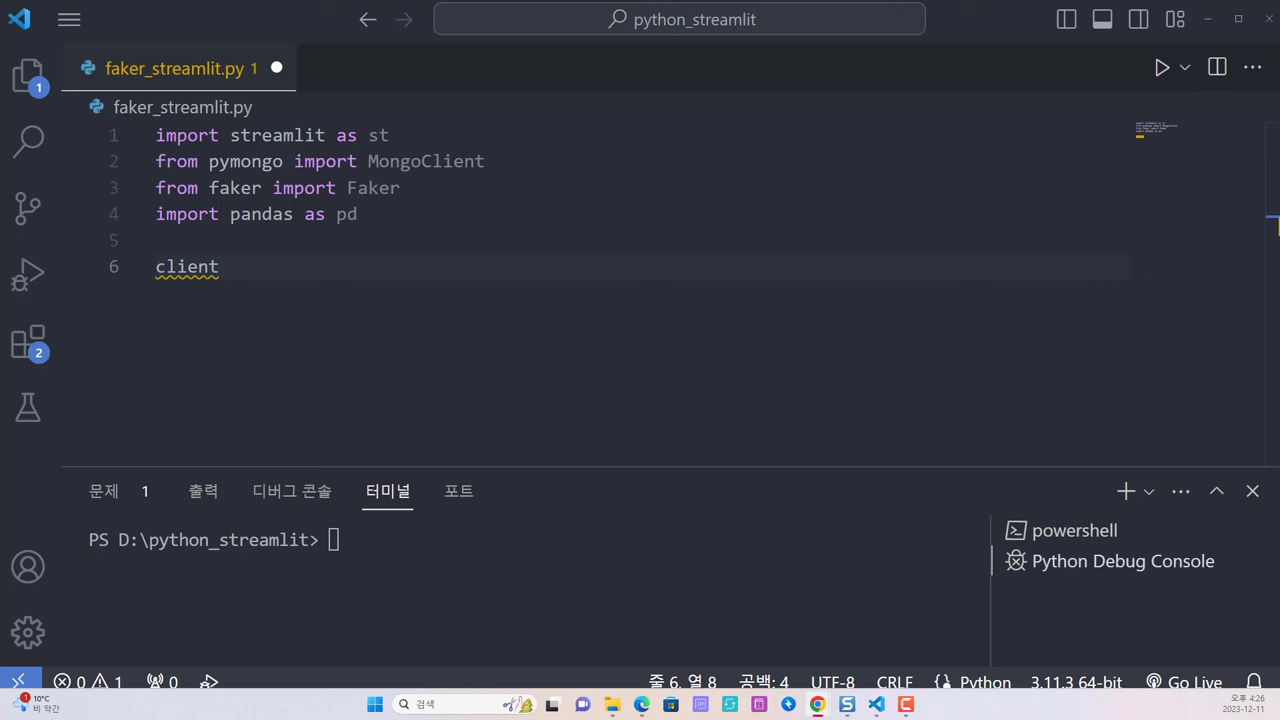 python_streamlit
faker_streamlit.py 1
faker_streamlit.py
1 import streamlit as st
2 from pymongo import MongoClient
3 from faker import Faker
4 import pandas as pd
5
6 client
1
2
문제 1 출력 디버그 콘솔 터미널 포트
PS D:\python_streamlit>
powershell
Python Debug Console
0 1 0 줄 6, 열 8 공백: 4 UTF-8 CRLF Python 3.11.3 64-bit Go Live
1 10°C
비 약간
검색
오후 4:26
2023-12-11